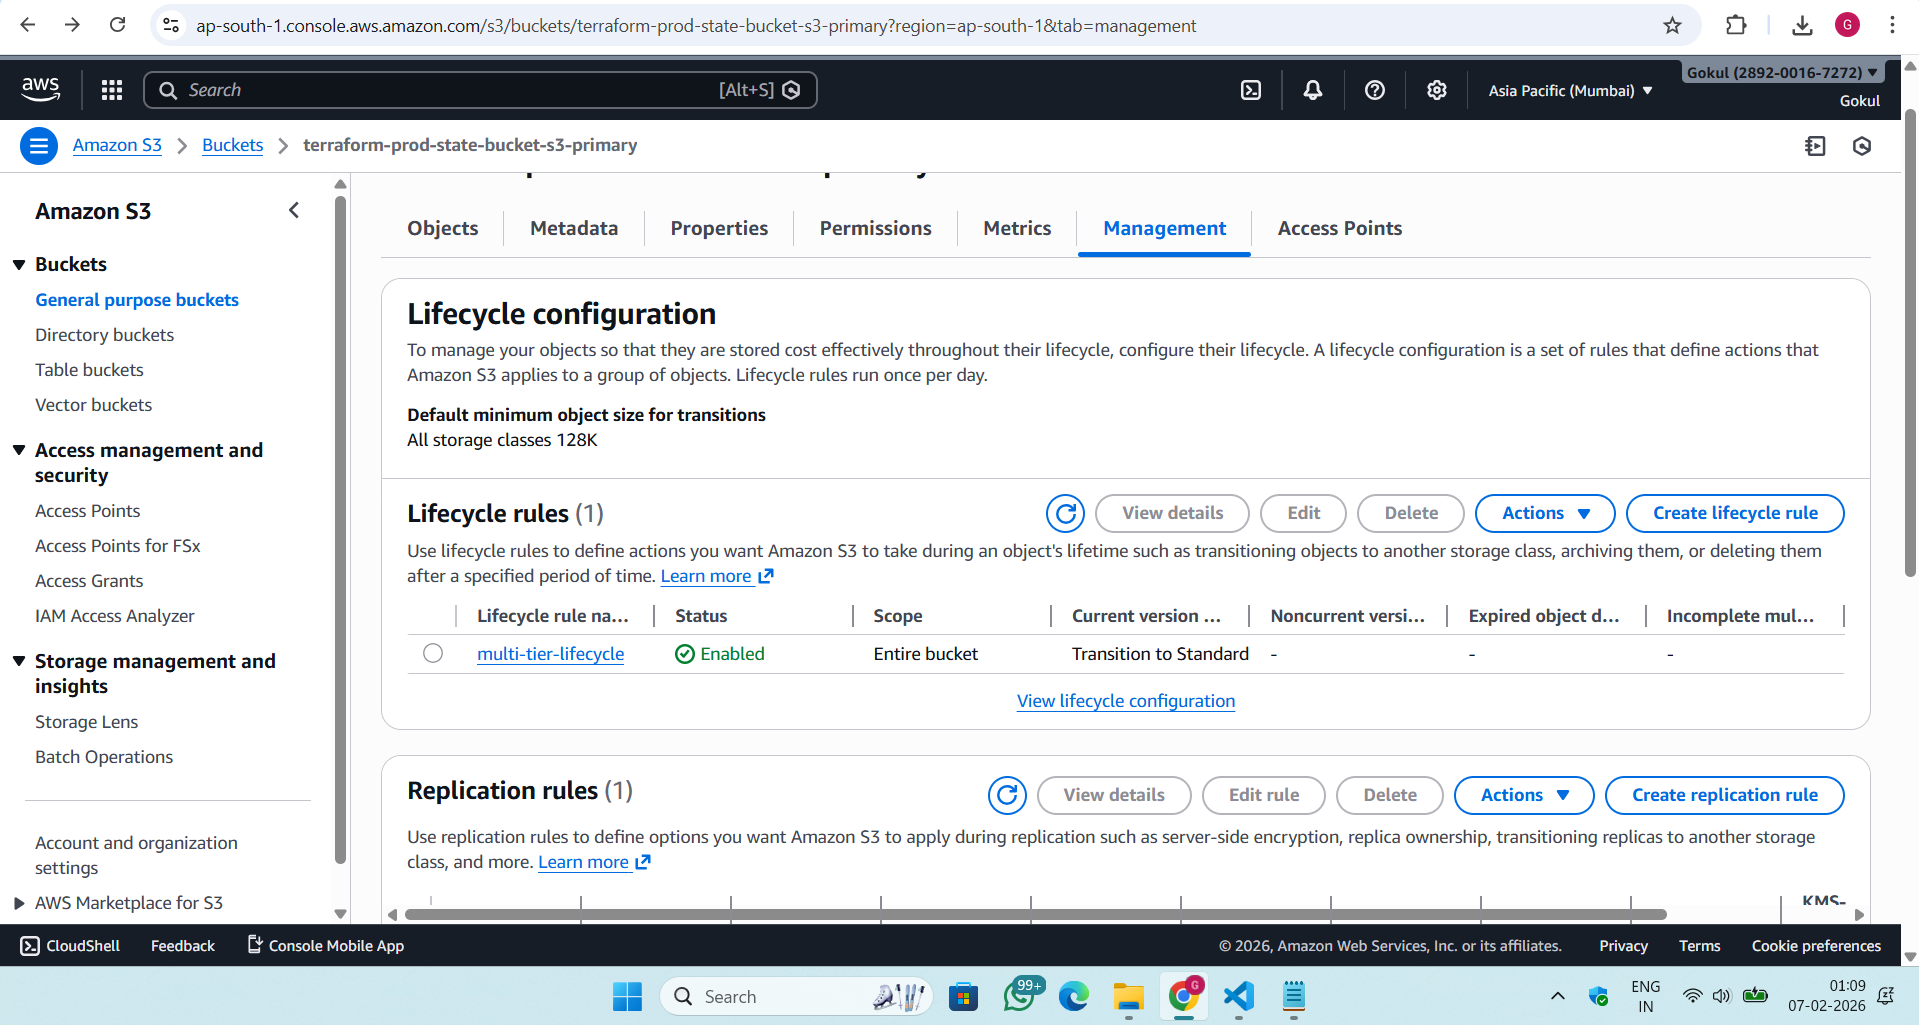 ap-south-1.console.aws.amazon.com/s3/buckets/terraform-prod-state-bucket-s3-primary?region=ap-south-1&tab=management
G
aws
Search
[Alt+S]
Asia Pacific (Mumbai)
Gokul (2892-0016-7272)
Gokul
Amazon S3
Buckets
terraform-prod-state-bucket-s3-primary
Amazon S3
Buckets
General purpose buckets
Directory buckets
Table buckets
Vector buckets
Access management and
security
Access Points
Access Points for FSx
Access Grants
IAM Access Analyzer
Storage management and
insights
Storage Lens
Batch Operations
Account and organization
settings
AWS Marketplace for S3
Objects
Metadata
Properties
Permissions
Metrics
Management
Access Points
Lifecycle configuration
To manage your objects so that they are stored cost effectively throughout their lifecycle, configure their lifecycle. A lifecycle configuration is a set of rules that define actions that
Amazon S3 applies to a group of objects. Lifecycle rules run once per day.
Default minimum object size for transitions
All storage classes 128K
Lifecycle rules (1)
View details
Edit
Delete
Actions
Create lifecycle rule
Use lifecycle rules to define actions you want Amazon S3 to take during an object's lifetime such as transitioning objects to another storage class, archiving them, or deleting them
after a specified period of time. Learn more
Lifecycle rule na...
Status
Scope
Current version ...
Noncurrent versi...
Expired object d...
Incomplete mul...
multi-tier-lifecycle
Enabled
Entire bucket
Transition to Standard
-
-
-
View lifecycle configuration
Replication rules (1)
View details
Edit rule
Delete
Actions
Create replication rule
Use replication rules to define options you want Amazon S3 to apply during replication such as server-side encryption, replica ownership, transitioning replicas to another storage
class, and more. Learn more
KMS-
CloudShell
Feedback
Console Mobile App
© 2026, Amazon Web Services, Inc. or its affiliates.
Privacy
Terms
Cookie preferences
Search
99+
G
ENG
IN
01:09
07-02-2026